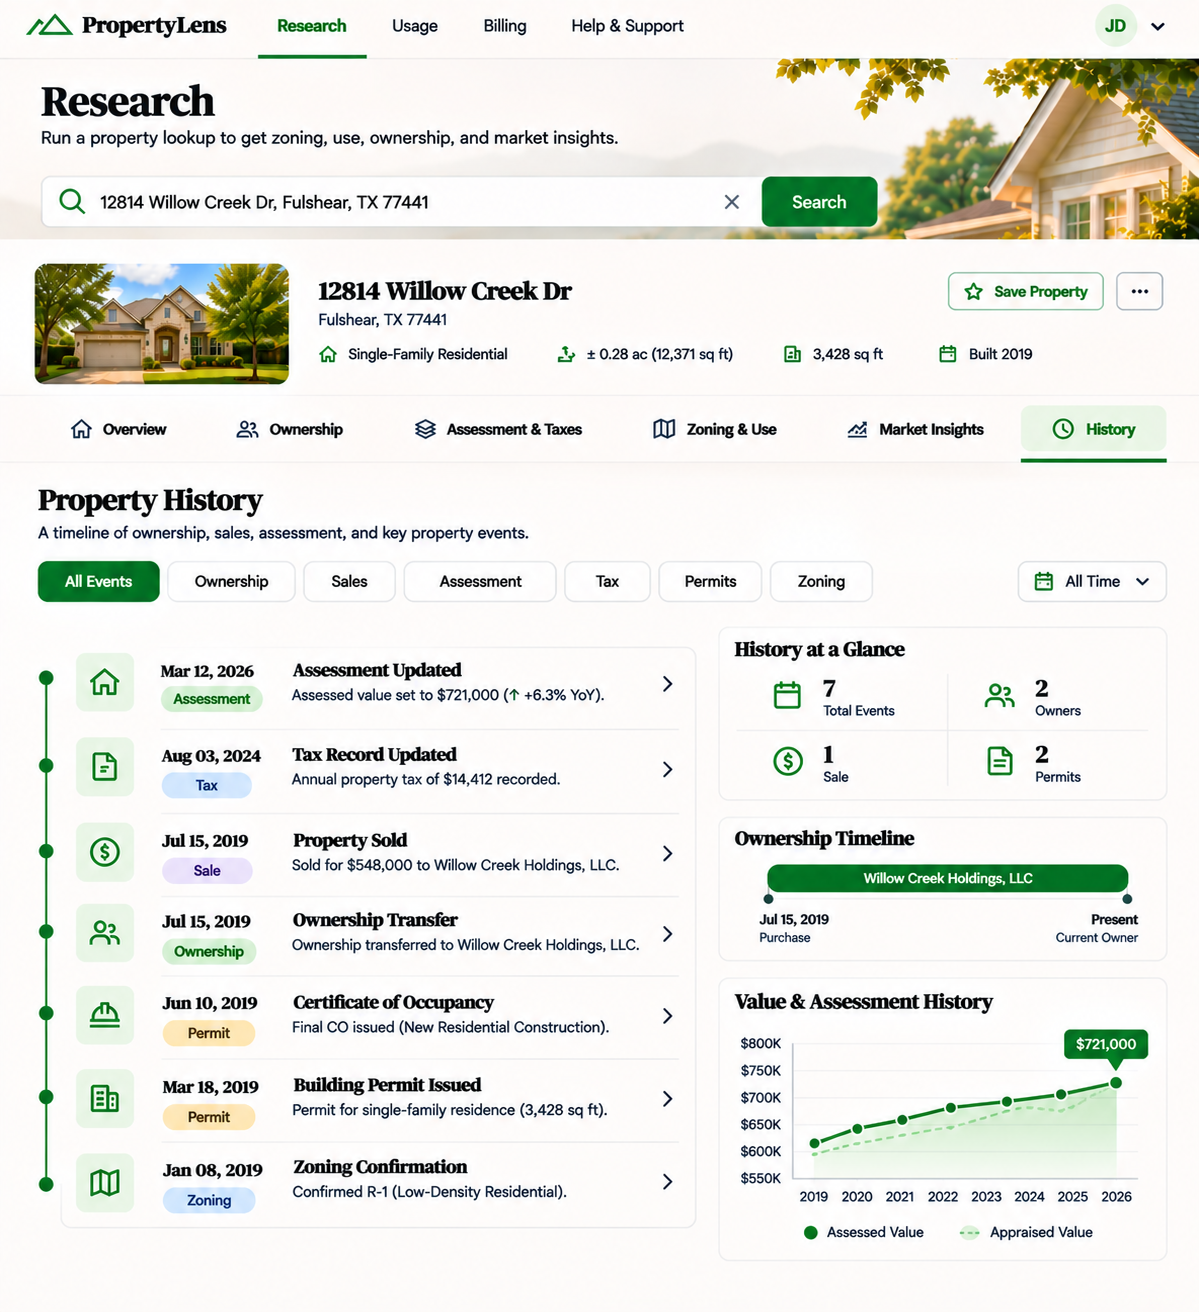 PropertyLens
Research
Usage
Billing
Help & Support
JD
Research
Run a property lookup to get zoning, use, ownership, and market insights.
12814 Willow Creek Dr, Fulshear, TX 77441
Search
12814 Willow Creek Dr
Fulshear, TX 77441
Save Property
Single-Family Residential
± 0.28 ac (12,371 sq ft)
3,428 sq ft
Built 2019
Overview
Ownership
Assessment & Taxes
Zoning & Use
Market Insights
History
Property History
A timeline of ownership, sales, assessment, and key property events.
All Events
Ownership
Sales
Assessment
Tax
Permits
Zoning
All Time
Mar 12, 2026
Assessment
Assessment Updated
Assessed value set to $721,000 (↑ +6.3% YoY).
Aug 03, 2024
Tax
Tax Record Updated
Annual property tax of $14,412 recorded.
Jul 15, 2019
Sale
Property Sold
Sold for $548,000 to Willow Creek Holdings, LLC.
Jul 15, 2019
Ownership
Ownership Transfer
Ownership transferred to Willow Creek Holdings, LLC.
Jun 10, 2019
Permit
Certificate of Occupancy
Final CO issued (New Residential Construction).
Mar 18, 2019
Permit
Building Permit Issued
Permit for single-family residence (3,428 sq ft).
Jan 08, 2019
Zoning
Zoning Confirmation
Confirmed R-1 (Low-Density Residential).
History at a Glance
7
Total Events
2
Owners
1
Sale
2
Permits
Ownership Timeline
Willow Creek Holdings, LLC
Jul 15, 2019
Purchase
Present
Current Owner
Value & Assessment History
$721,000
$800K
$750K
$700K
$650K
$600K
$550K
2019 2020 2021 2022 2023 2024 2025 2026
Assessed Value
Appraised Value